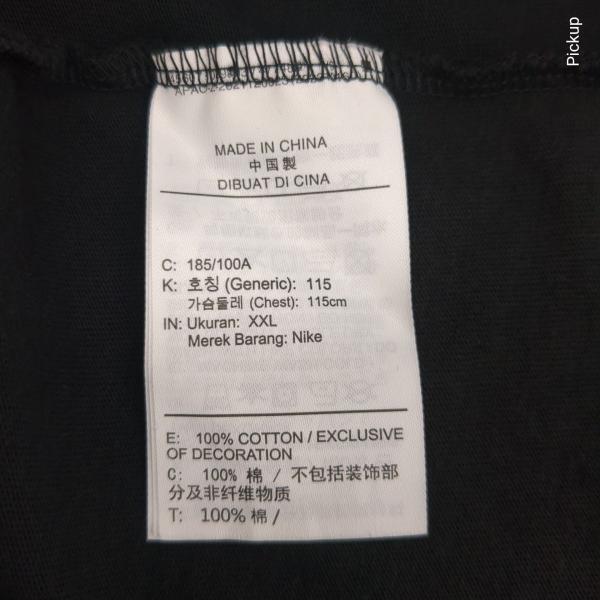 Pickup
MADE IN CHINA
中国製
DIBUAT DI CINA
C: 185/100A
K: 호칭 (Generic): 115
가슴둘레 (Chest): 115cm
IN: Ukuran: XXL
Merek Barang: Nike
E: 100% COTTON / EXCLUSIVE
OF DECORATION
C: 100% 棉 / 不包括装饰部
分及非纤维物质
T: 100% 棉 /